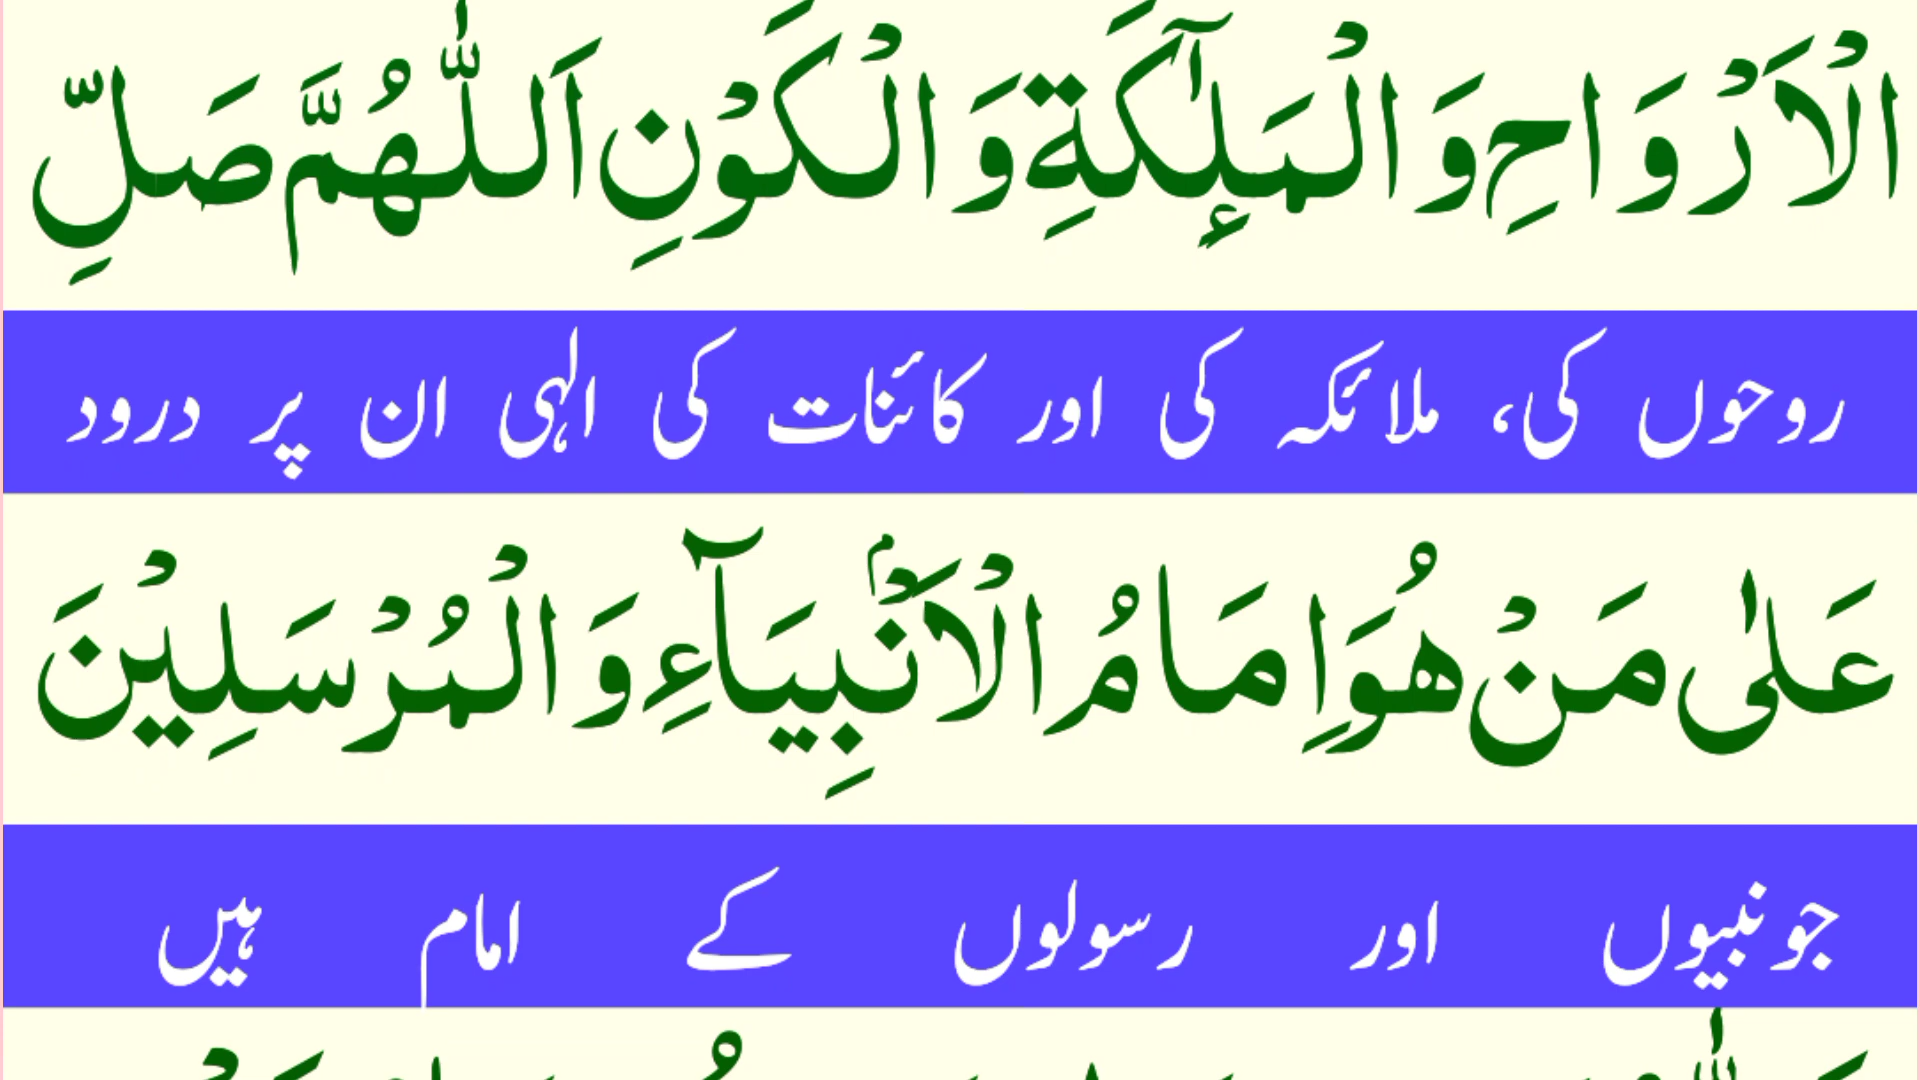 الْاَرْوَاحِ وَالْمَلٰٓئِكَةِ وَالْكَوْنِ اَللّٰهُمَّ صَلِّ
روحوں کی، ملائکہ کی اور کائنات کی الٰہی ان پر درود
عَلٰى مَنْ هُوَ اِمَامُ الْاَنْۢبِيَآءِ وَالْمُرْسَلِيْنَ
جو نبیوں اور رسولوں کے امام ہیں